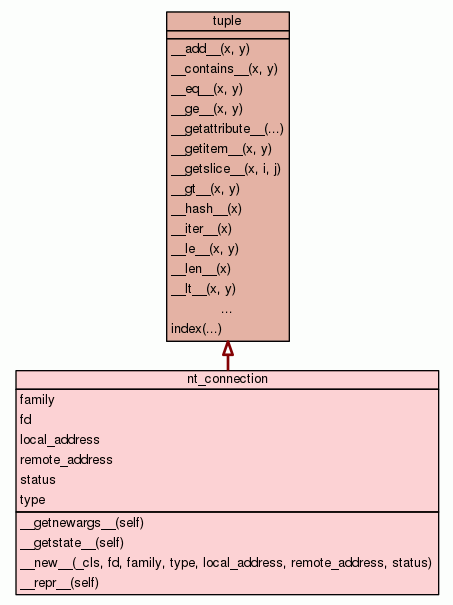 tuple
__add__(x, y)
__contains__(x, y)
__eq__(x, y)
__ge__(x, y)
__getattribute__(...)
__getitem__(x, y)
__getslice__(x, i, j)
__gt__(x, y)
__hash__(x)
__iter__(x)
__le__(x, y)
__len__(x)
__lt__(x, y)
...
index(...)
nt_connection
family
fd
local_address
remote_address
status
type
__getnewargs__(self)
__getstate__(self)
__new__(_cls, fd, family, type, local_address, remote_address, status)
__repr__(self)